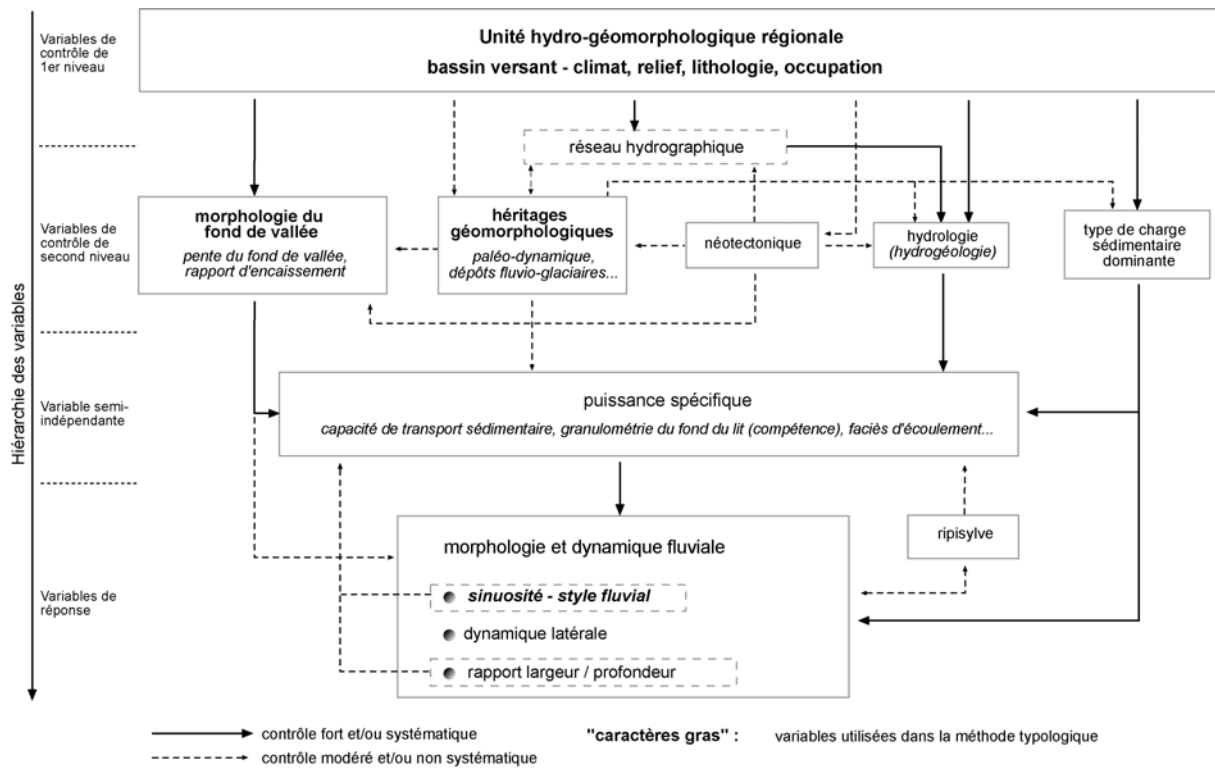 Variables de
contrôle de
1er niveau
Unité hydro-géomorphologique régionale
bassin versant - climat, relief, lithologie, occupation
réseau hydrographique
Hiérarchie des variables
Variables de
contrôle de
second niveau
morphologie du
fond de vallée
pente du fond de vallée,
rapport d'encaissement
héritages
géomorphologiques
paléo-dynamique,
dépôts fluvio-glaciaires...
néotectonique
hydrologie
(hydrogéologie)
type de charge
sédimentaire
dominante
Variable semi-
indépendante
puissance spécifique
capacité de transport sédimentaire, granulométrie du fond du lit (compétence), faciès d'écoulement...
Variables de
réponse
morphologie et dynamique fluviale
sinuosité - style fluvial
dynamique latérale
rapport largeur / profondeur
ripisylve
contrôle fort et/ou systématique
contrôle modéré et/ou non systématique
"caractères gras" : variables utilisées dans la méthode typologique